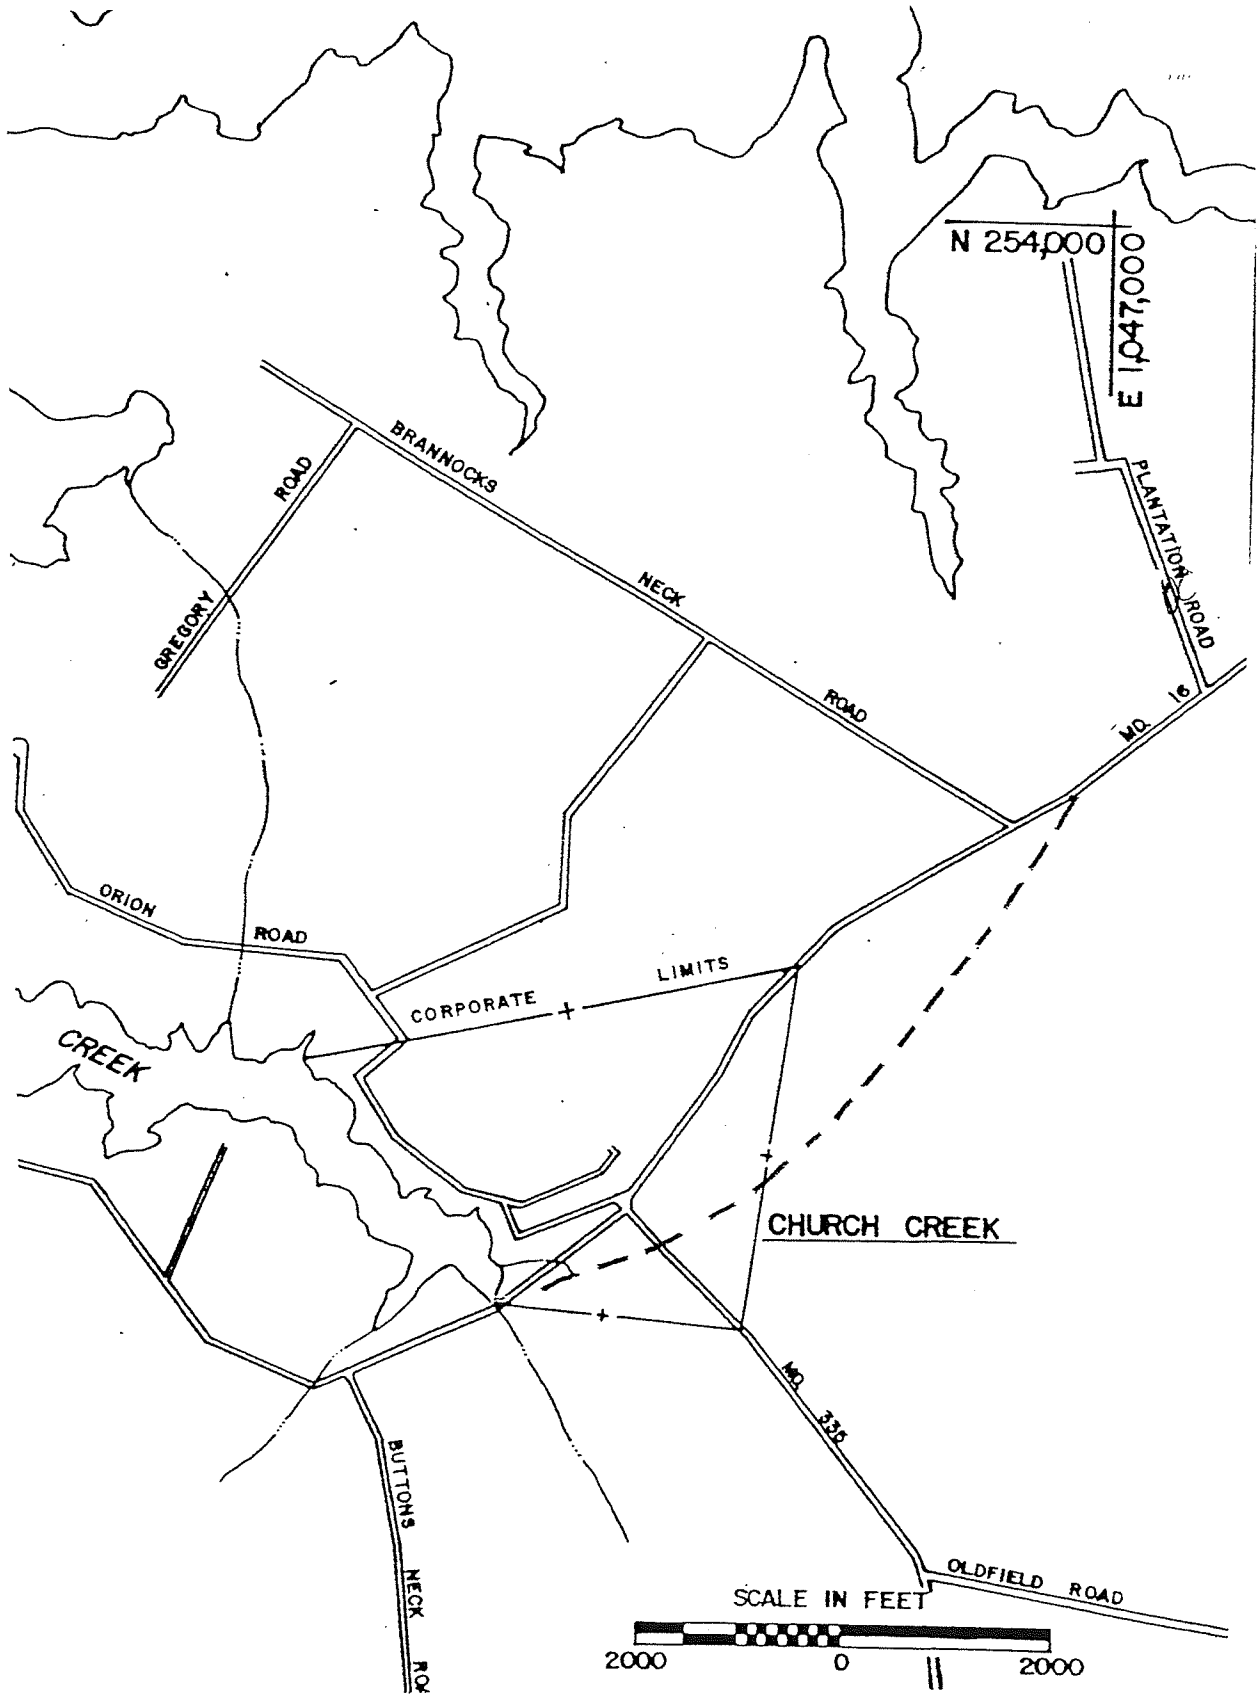 N 254,000
E 1,047,000
BRANNOCKS
ROAD
PLANTATION ROAD
NECK
GREGORY
ROAD
MD. 16
ORION
ROAD
LIMITS
CORPORATE
CREEK
CHURCH CREEK
MD.
335
BUTTONS
NECK
OLDFIELD ROAD
SCALE IN FEET
2000 0 2000